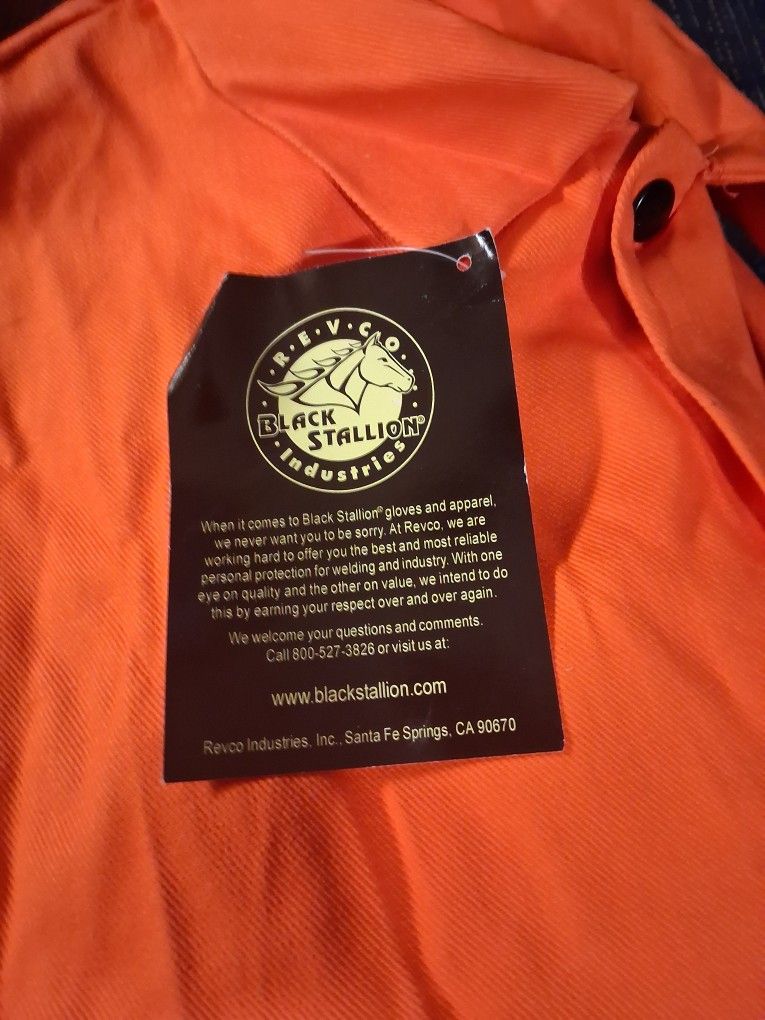 R·E·V·C·O
BLACK
STALLION®
Industries
When it comes to Black Stallion® gloves and apparel,
we never want you to be sorry. At Revco, we are
working hard to offer you the best and most reliable
personal protection for welding and industry. With one
eye on quality and the other on value, we intend to do
this by earning your respect over and over again.
We welcome your questions and comments.
Call 800-527-3826 or visit us at:
www.blackstallion.com
Revco Industries, Inc., Santa Fe Springs, CA 90670